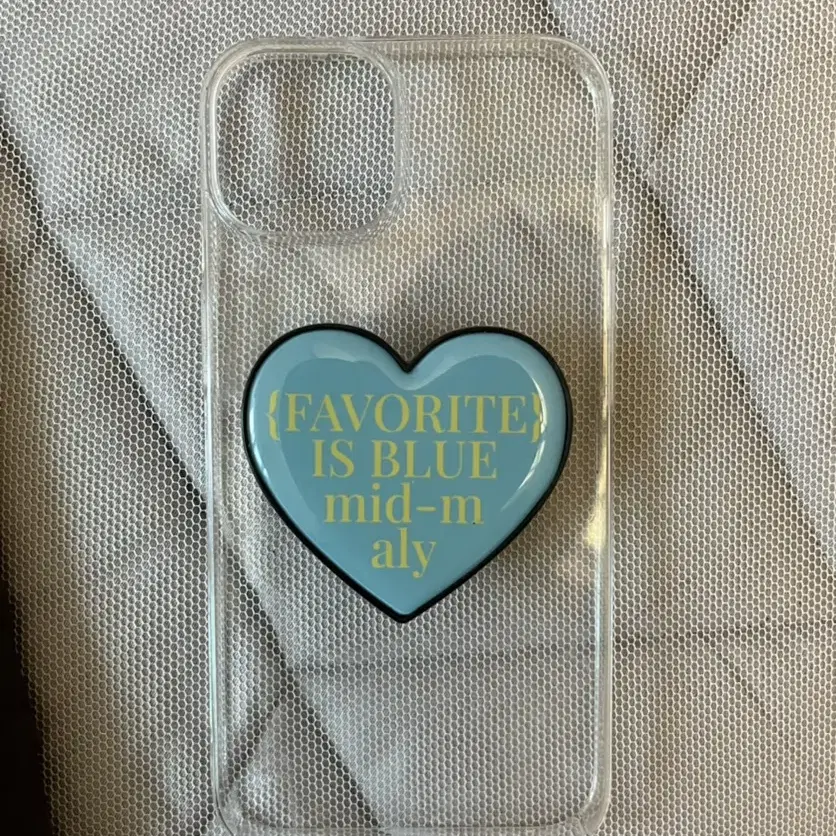 {FAVORITE}
IS BLUE
mid-m
aly